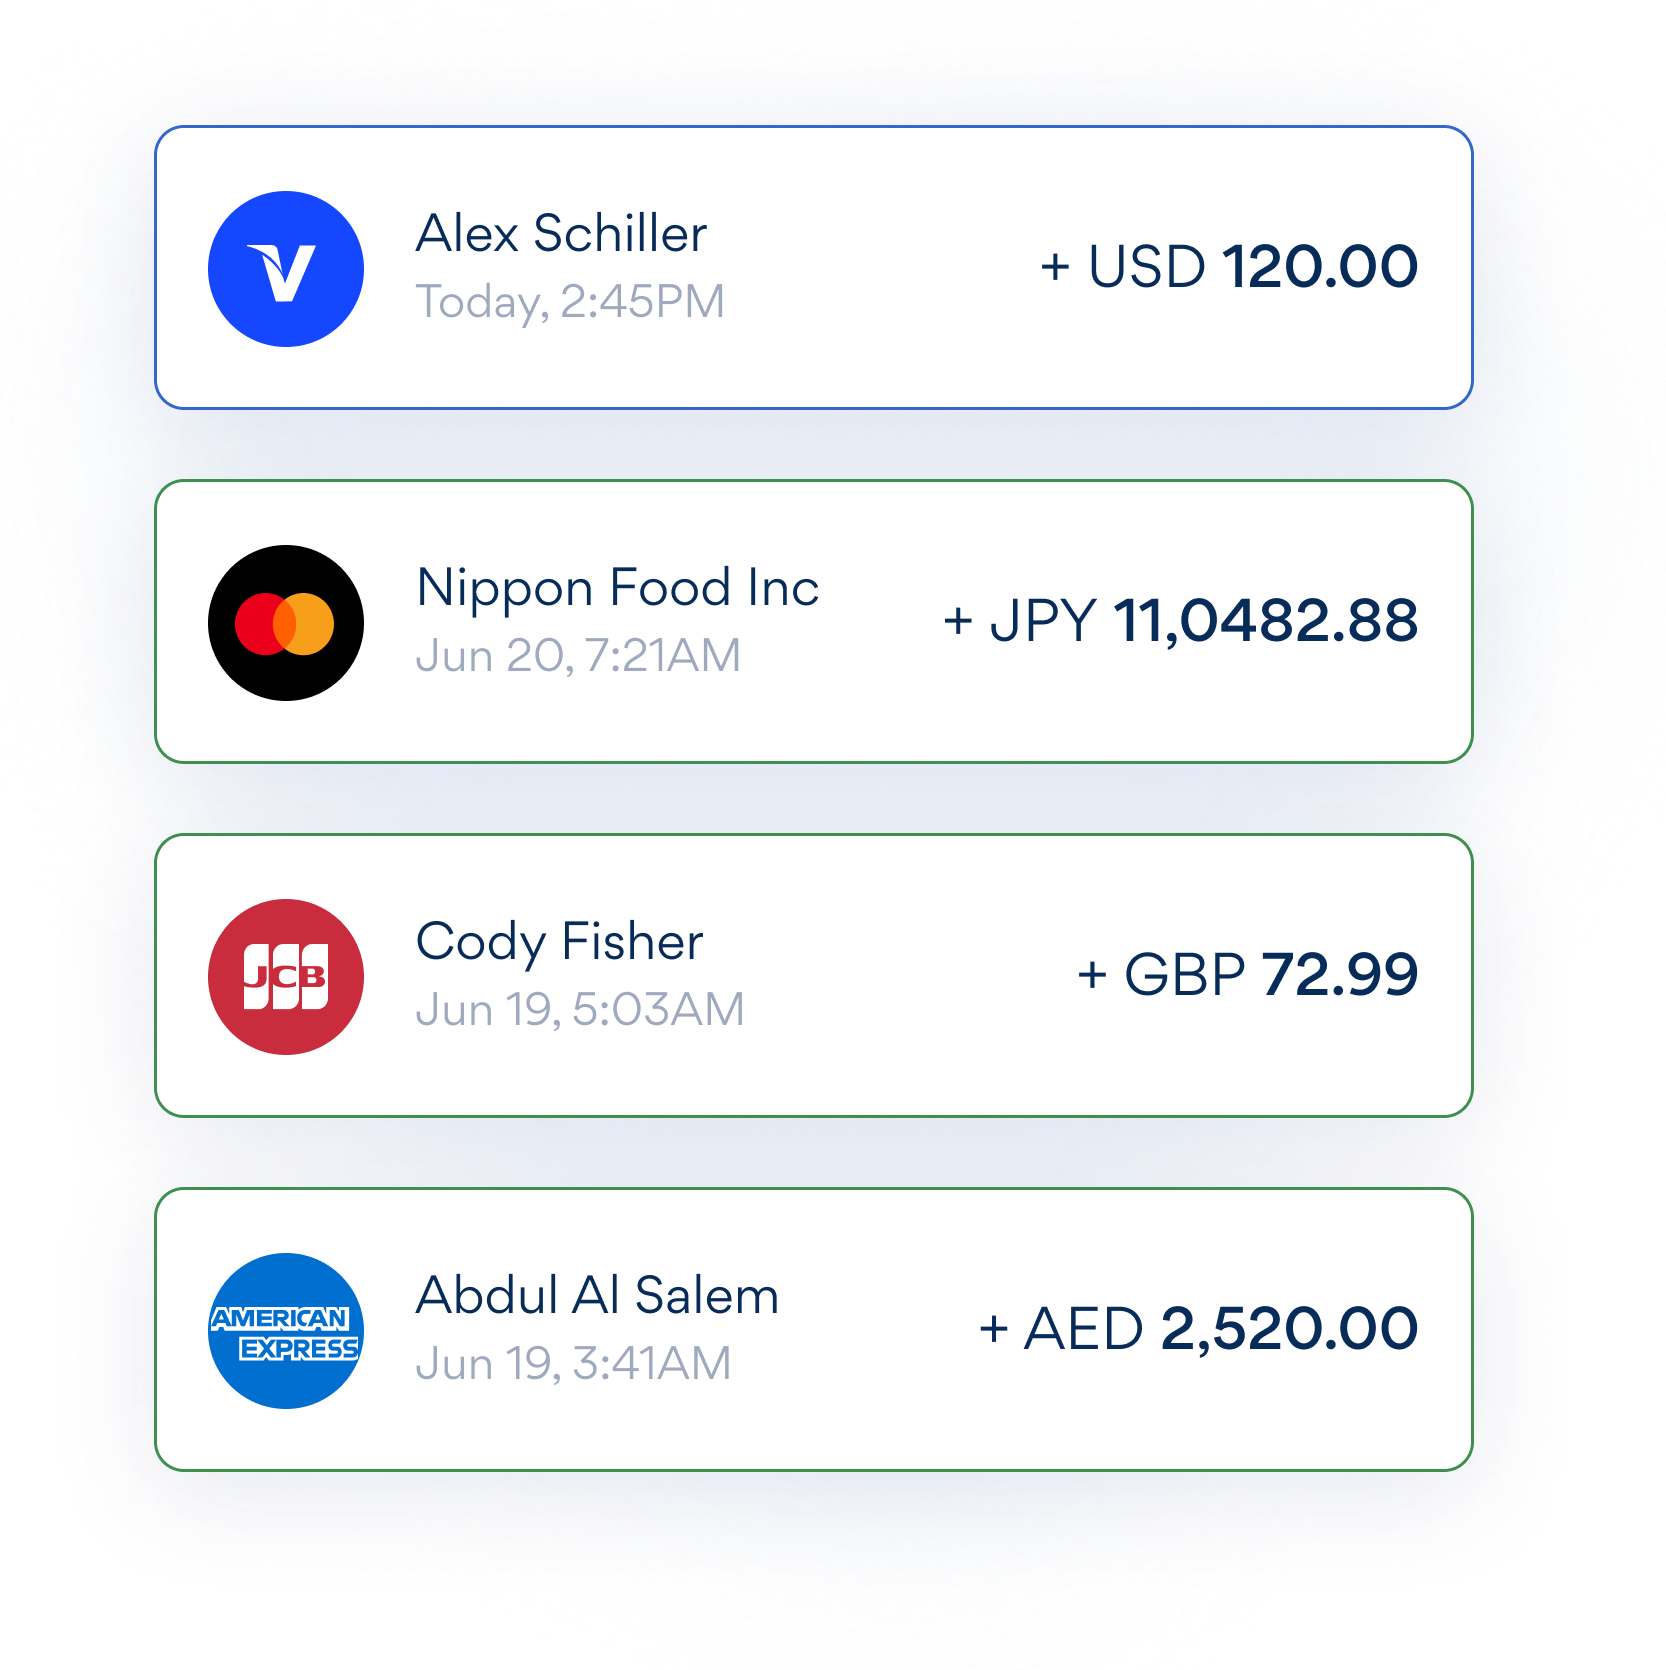 V
Alex Schiller
Today, 2:45PM
+ USD 120.00
Nippon Food Inc
Jun 20, 7:21AM
+ JPY 11,0482.88
JCB
Cody Fisher
Jun 19, 5:03AM
+ GBP 72.99
AMERICAN
EXPRESS
Abdul Al Salem
Jun 19, 3:41AM
+ AED 2,520.00